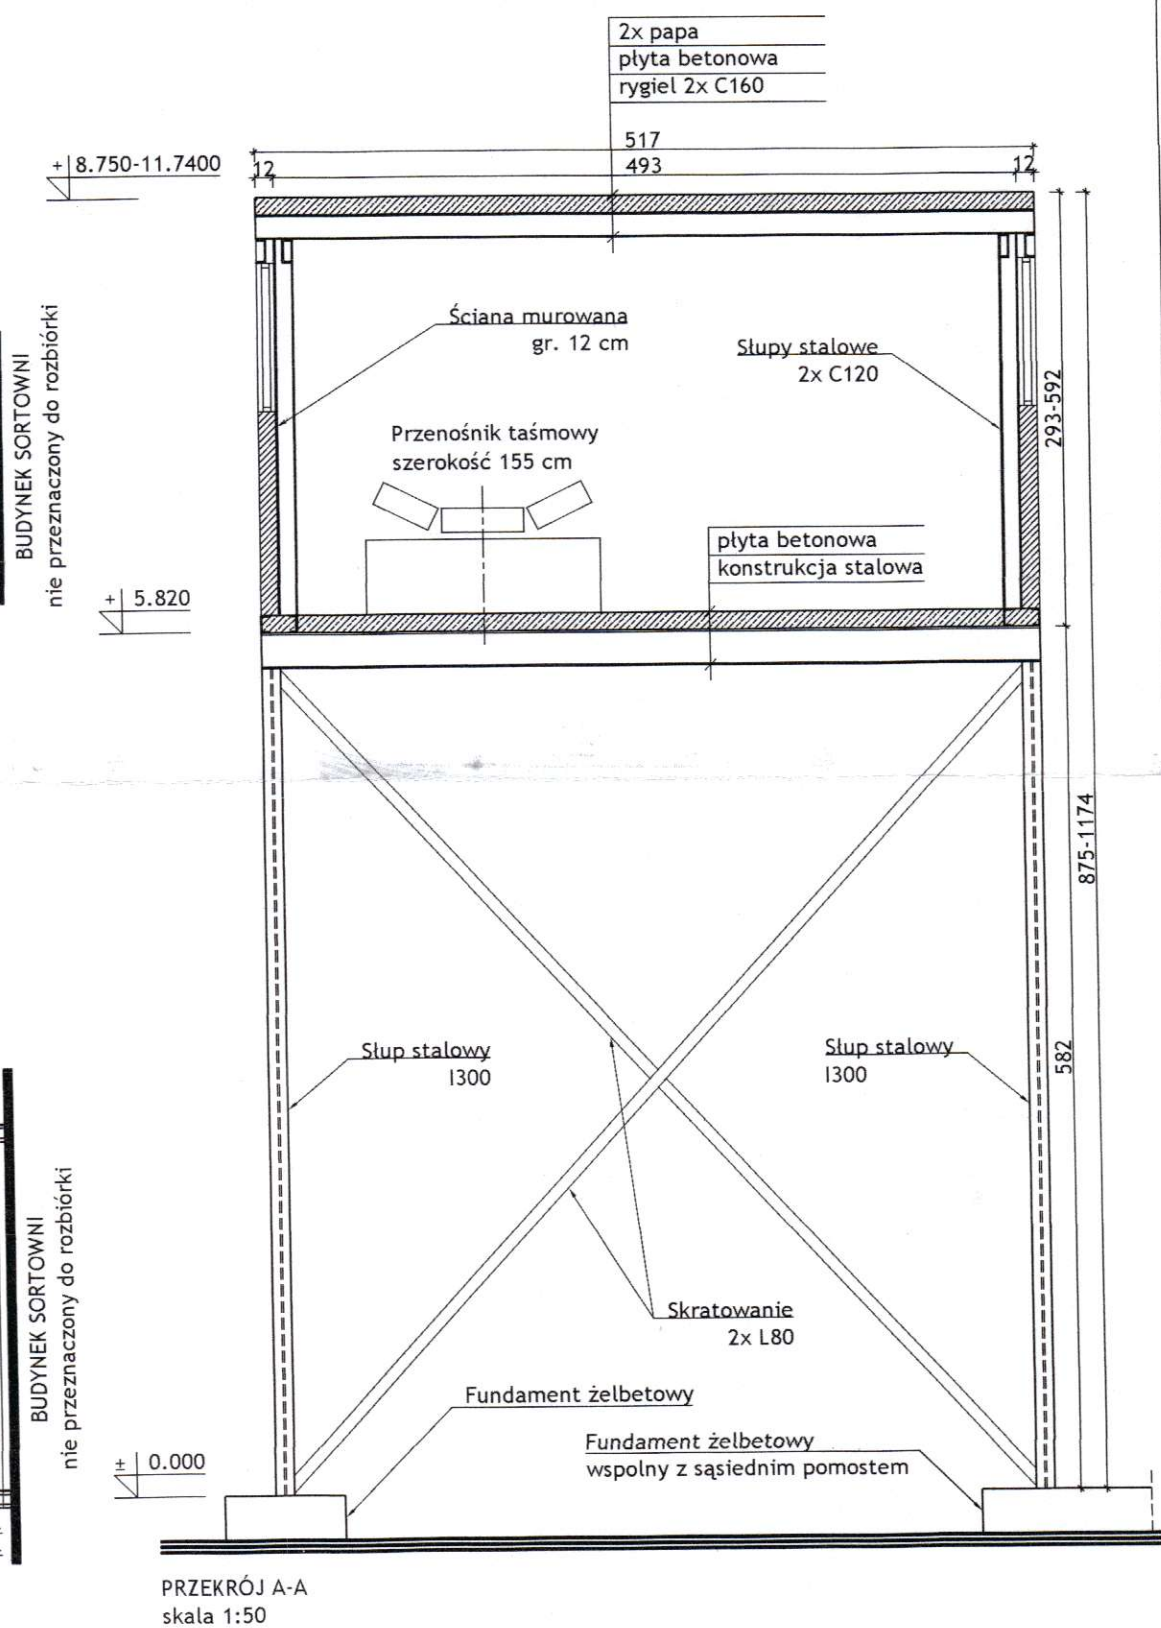 2x papa
płyta betonowa
rygiel 2x C160
517
+ 8.750-11.7400
12
493
12
Ściana murowana
gr. 12 cm
Słupy stalowe
2x C120
293-592
BUDYNEK SORTOWNI
nie przeznaczony do rozbiórki
Przenośnik taśmowy
szerokość 155 cm
płyta betonowa
konstrukcja stalowa
+ 5.820
875-1174
582
Słup stalowy
I300
Słup stalowy
I300
BUDYNEK SORTOWNI
nie przeznaczony do rozbiórki
Skratowanie
2x L80
Fundament żelbetowy
Fundament żelbetowy
wspolny z sąsiednim pomostem
± 0.000
PRZEKRÓJ A-A
skala 1:50